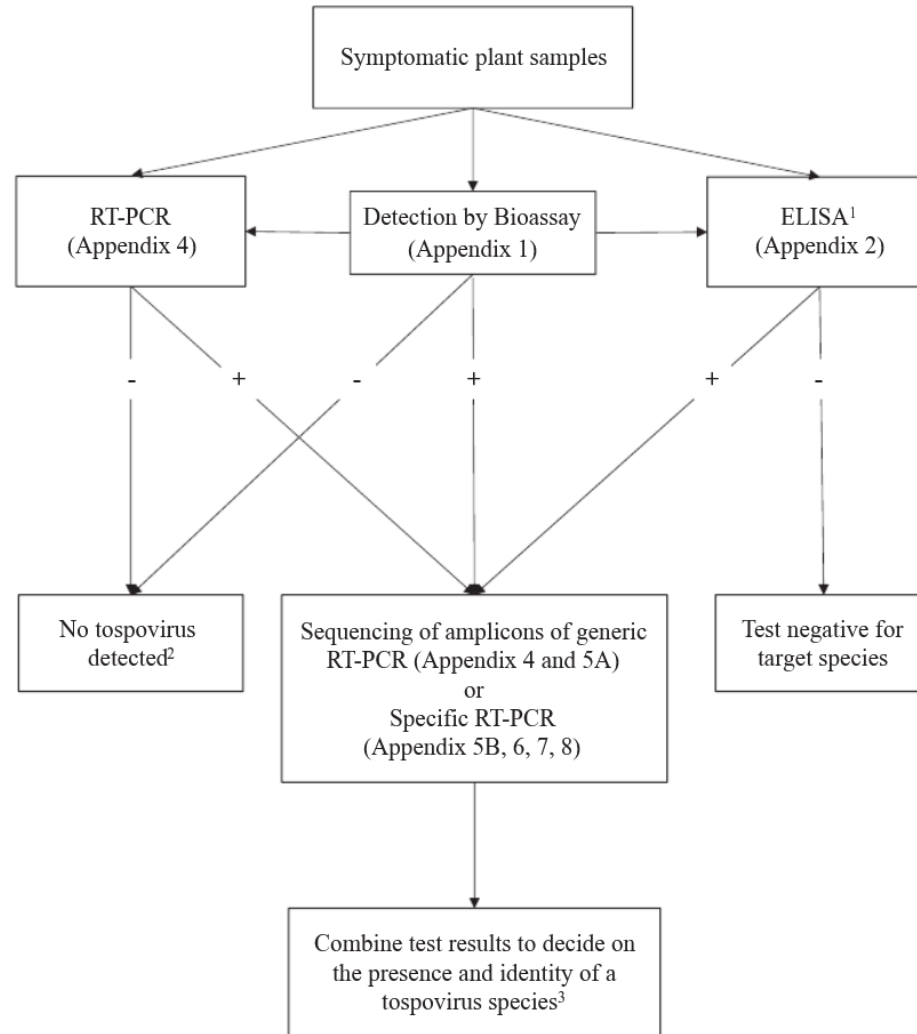 Symptomatic plant samples
RT-PCR
(Appendix 4)
Detection by Bioassay
(Appendix 1)
ELISA¹
(Appendix 2)
-
+
-
+
+
-
No tospovirus
detected²
Sequencing of amplicons of generic
RT-PCR (Appendix 4 and 5A)
or
Specific RT-PCR
(Appendix 5B, 6, 7, 8)
Test negative for
target species
Combine test results to decide on
the presence and identity of a
tospovirus species³